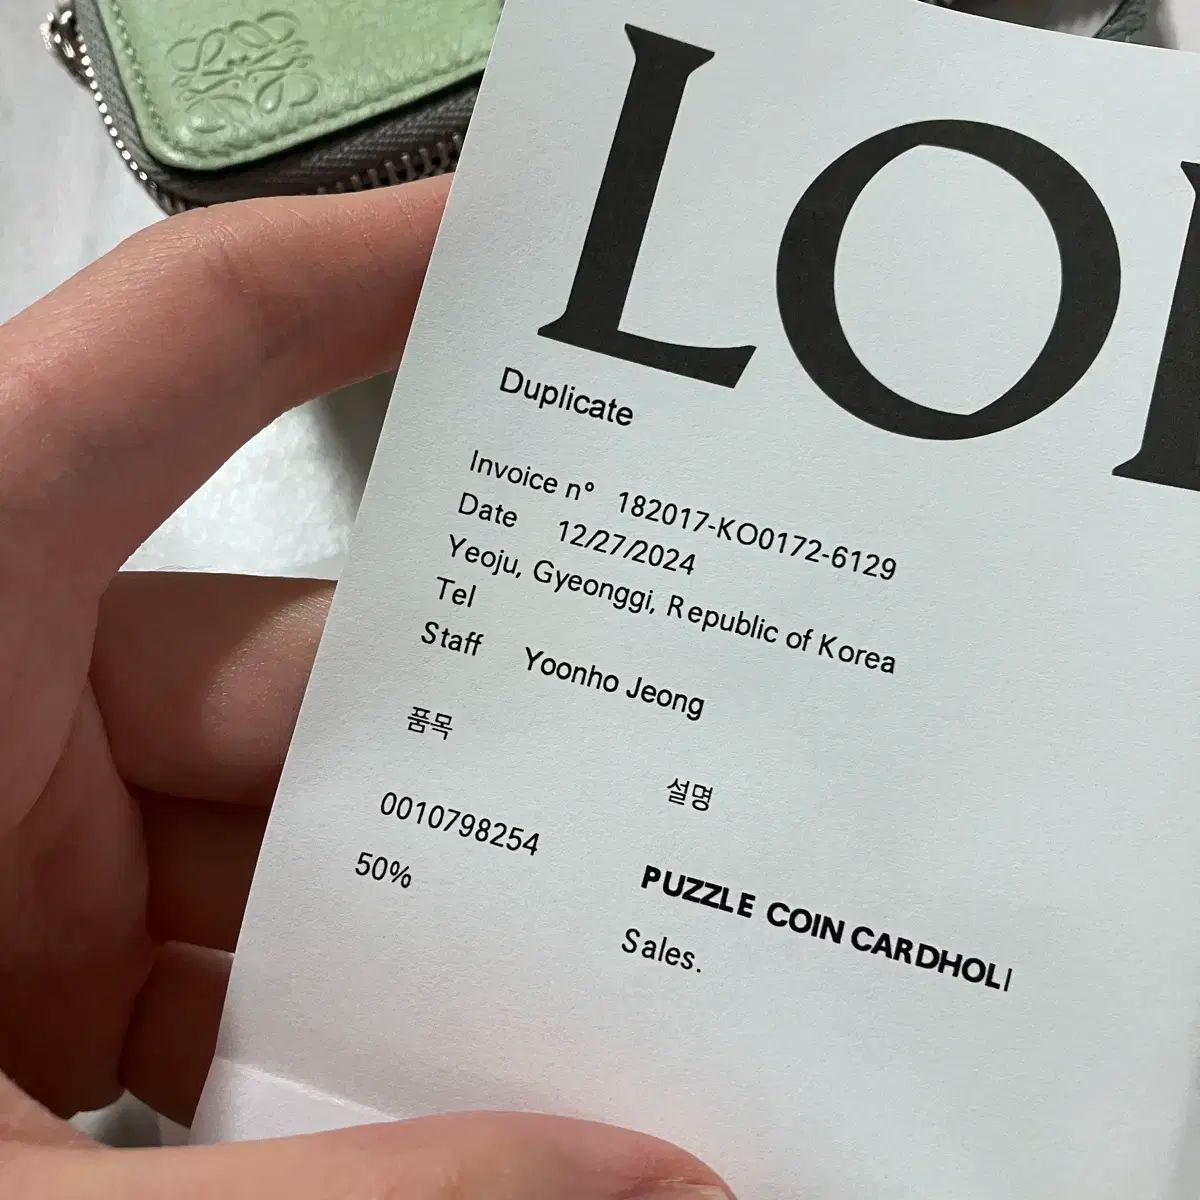 LO
Duplicate
Invoice nº 182017-KO0172-6129
Date 12/27/2024
Yeoju, Gyeonggi, Republic of Korea
Tel
Staff Yoonho Jeong
품목 설명
0010798254 PUZZLE COIN CARDHOL
50% Sales.